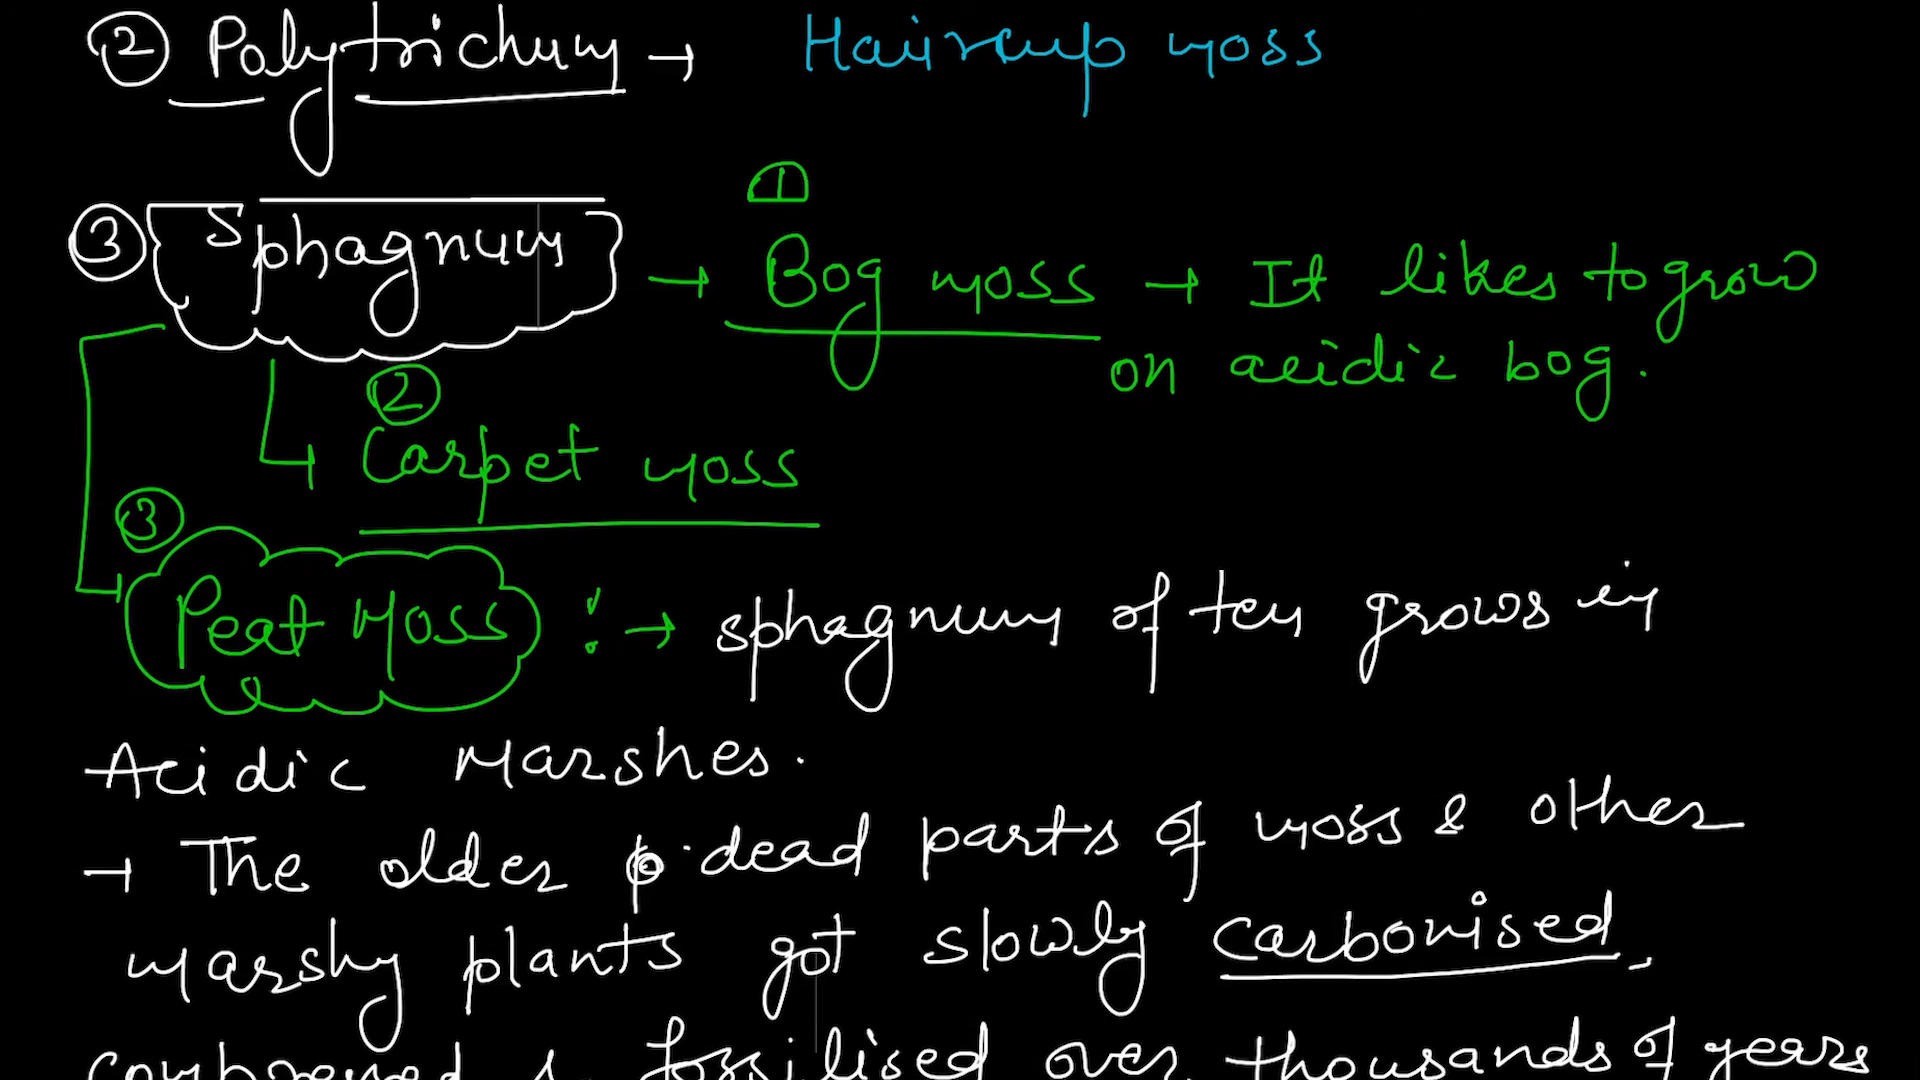 ② Polytrichum → Haircup moss
①
③ Sphagnum → Bog moss → It likes to grow
on acidic bog.
②
↳ Carpet moss
③
Peat Moss :→ sphagnum often grows in
Acidic Marshes.
→ The older dead parts of moss & other
marshy plants got slowly carbonised,
compressed & fossilised over thousands of years